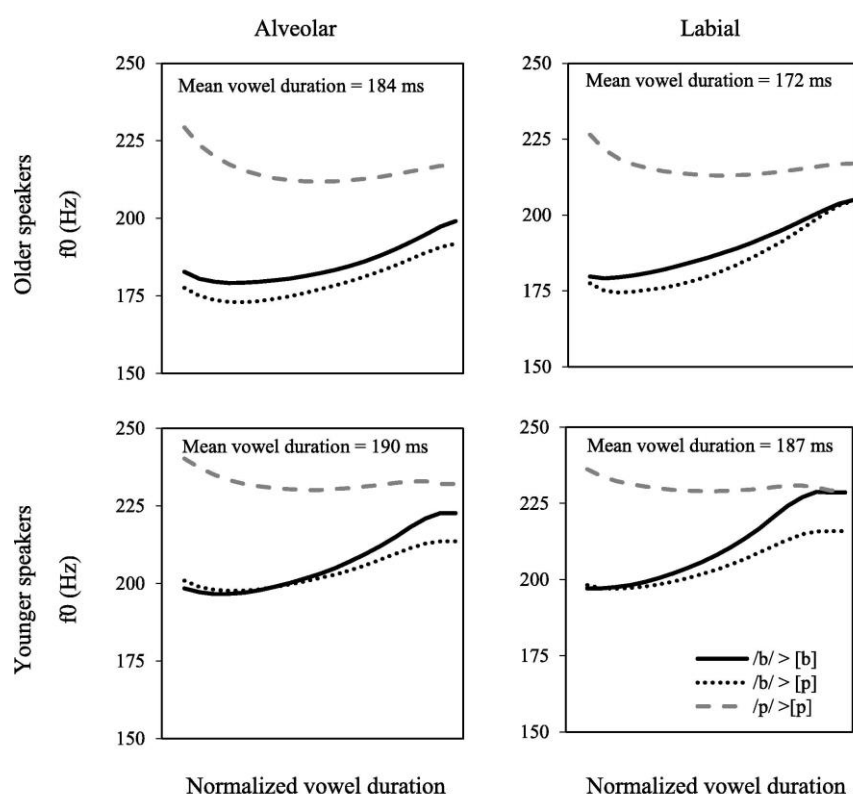 Alveolar
Labial
Older speakers
f0 (Hz)
250
225
200
175
150
Mean vowel duration = 184 ms
250
225
200
175
150
Mean vowel duration = 172 ms
Younger speakers
f0 (Hz)
250
225
200
175
150
Mean vowel duration = 190 ms
250
225
200
175
150
Mean vowel duration = 187 ms
/b/ > [b]
/b/ > [p]
/p/ >[p]
Normalized vowel duration
Normalized vowel duration